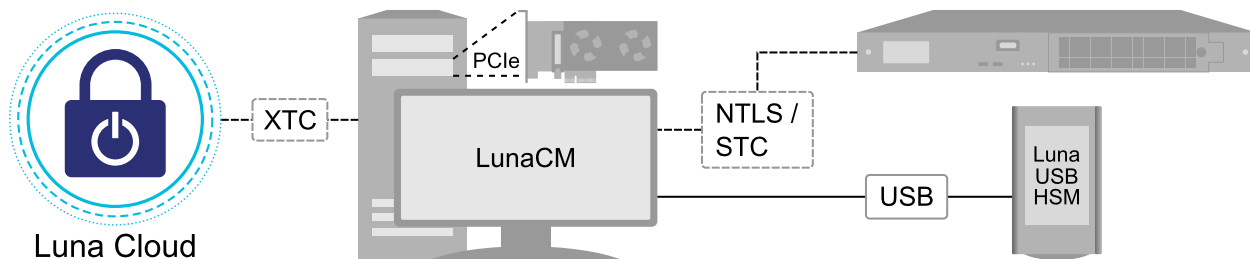 PCIe
XTC
NTLS /
STC
LunaCM
Luna
USB
HSM
USB
Luna Cloud